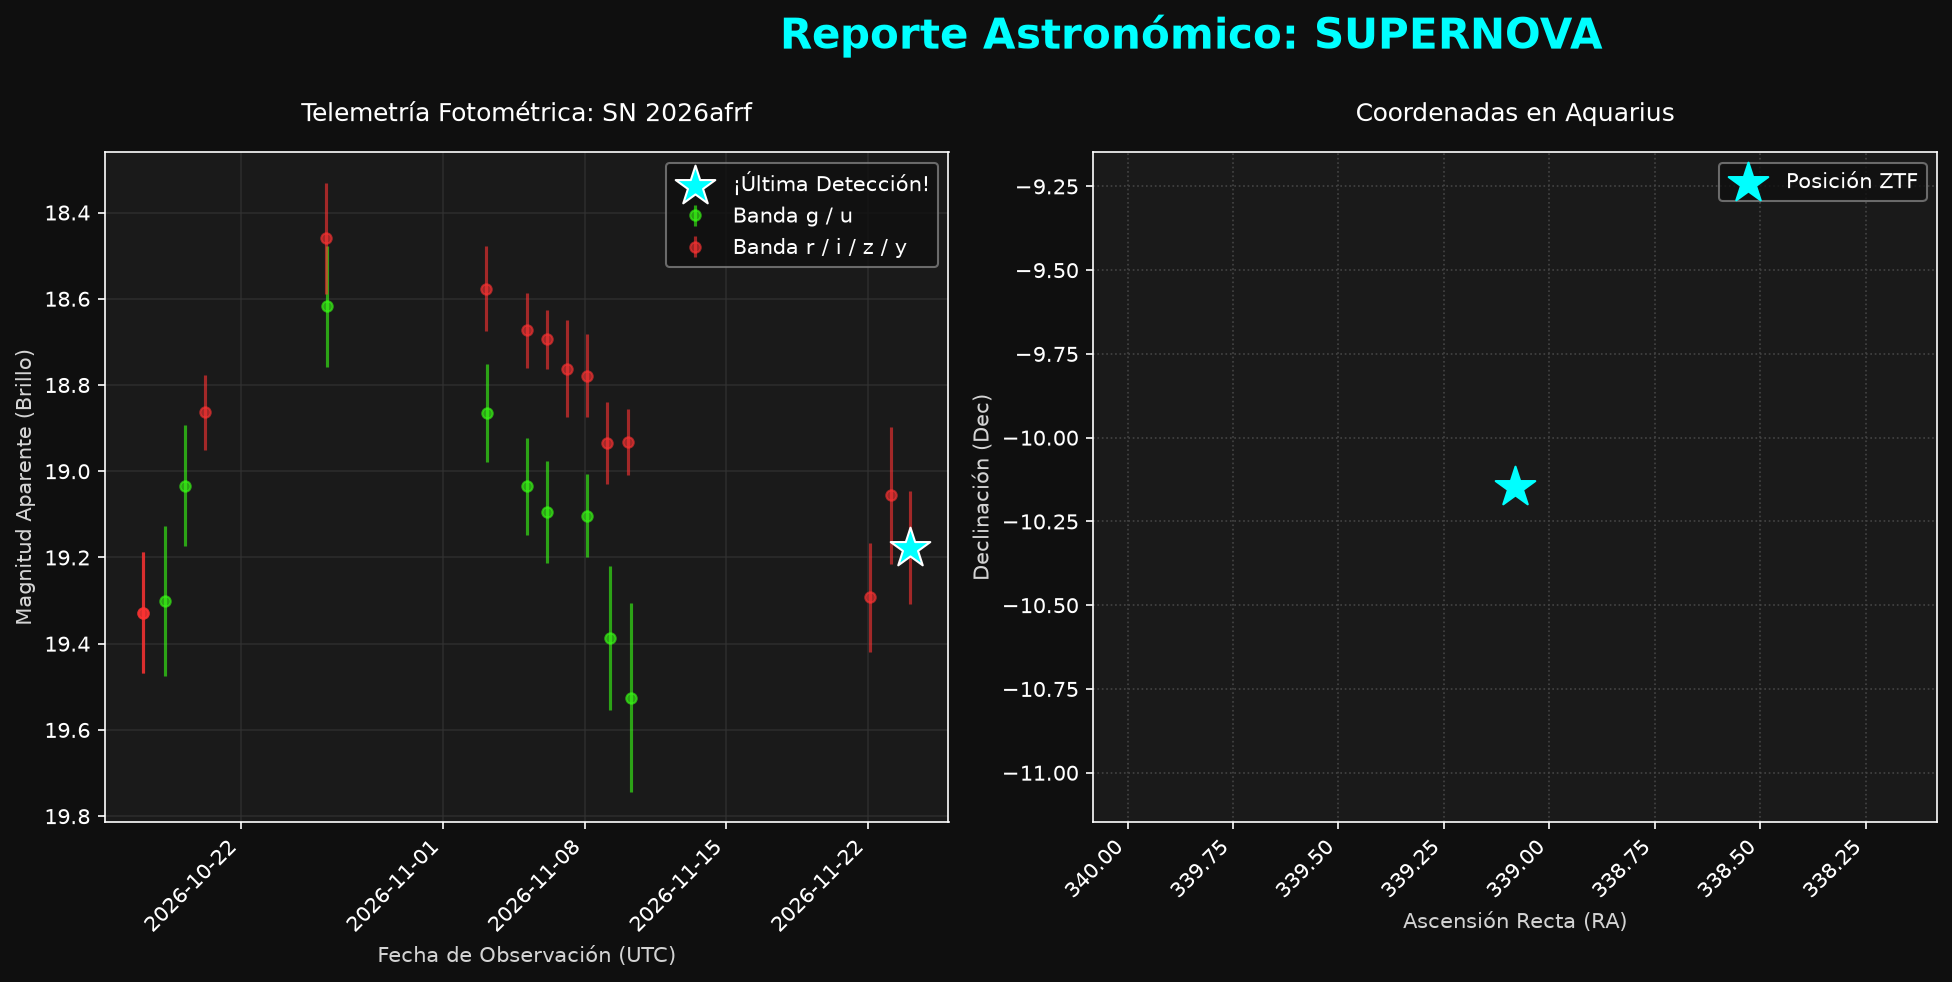 Reporte Astronómico: SUPERNOVA
Telemetría Fotométrica: SN 2026afrf
¡Última Detección!
Banda g / u
Banda r / i / z / y
Magnitud Aparente (Brillo)
18.4
18.6
18.8
19.0
19.2
19.4
19.6
19.8
2026-10-22
2026-11-01
2026-11-08
2026-11-15
2026-11-22
Fecha de Observación (UTC)
Coordenadas en Aquarius
Posición ZTF
Declinación (Dec)
−9.25
−9.50
−9.75
−10.00
−10.25
−10.50
−10.75
−11.00
340.00
339.75
339.50
339.25
339.00
338.75
338.50
338.25
Ascensión Recta (RA)